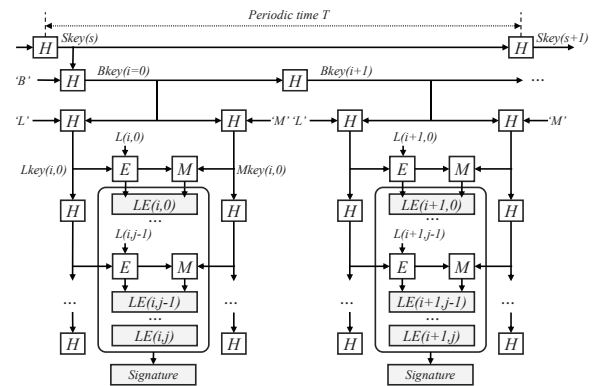 Periodic time T
H Skey(s) H Skey(s+1)
'B' H Bkey(i=0) H Bkey(i+1) ...
'L' H H 'M' 'L' H H 'M'
L(i,0) L(i+1,0)
Lkey(i,0) E M Mkey(i,0) E M
H LE(i,0) H H LE(i+1,0) H
... ...
L(i,j-1) L(i+1,j-1)
E M E M
... LE(i,j-1) ... ... LE(i+1,j-1) ...
... ...
H LE(i,j) H H LE(i+1,j) H
Signature Signature